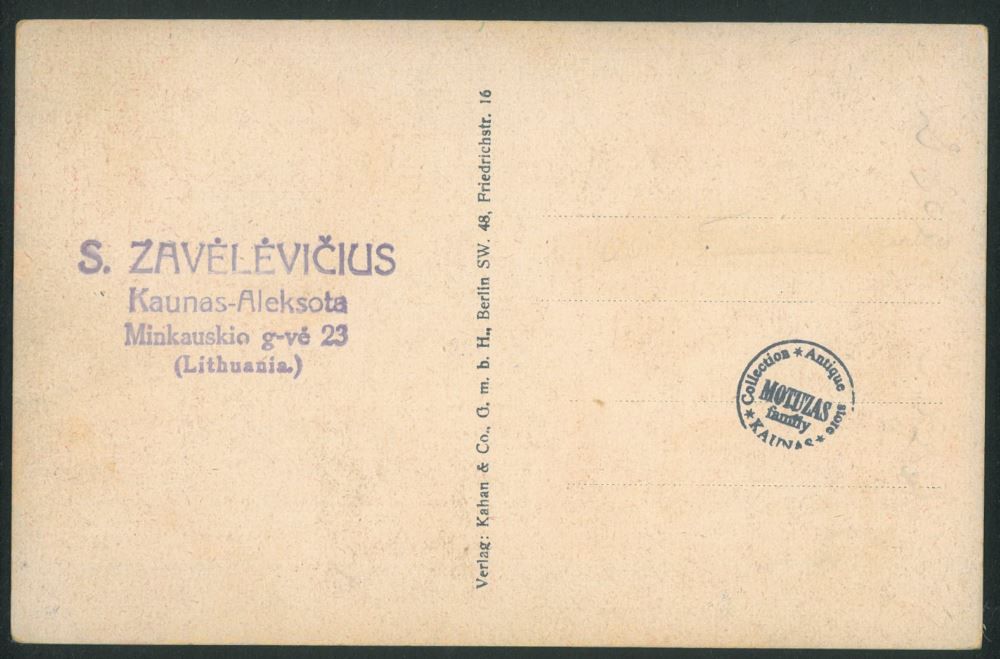 S. ZAVĖLĖVIČIUS
Kaunas-Aleksota
Minkauskio g-vė 23
(Lithuania.)
Verlag: Kahan & Co., G. m. b H., Berlin SW. 48, Friedrichstr. 16
* Collection * Antique store *
MOTUZAS
family
KAUNAS